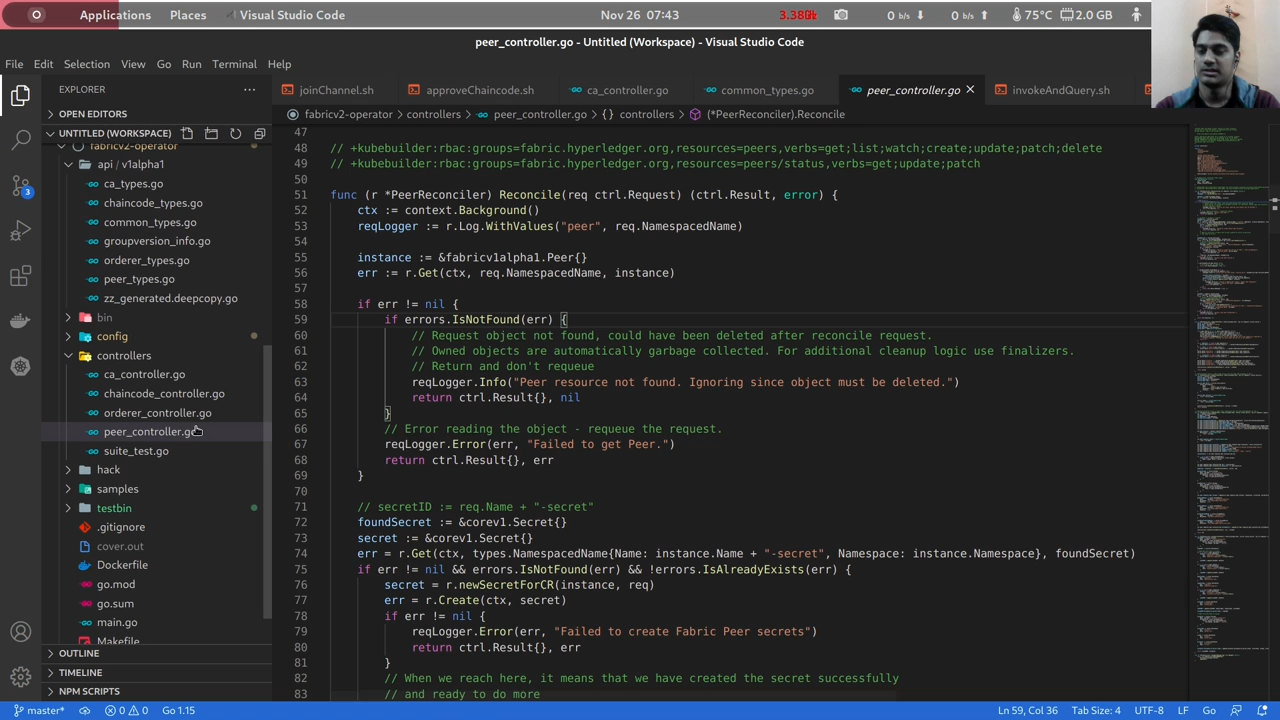 Applications Places Visual Studio Code Nov 26 07:43 3.38GHz 0 b/s 0 b/s 75°C 2.0 GB
peer_controller.go - Untitled (Workspace) - Visual Studio Code
File Edit Selection View Go Run Terminal Help
EXPLORER
joinChannel.sh approveChaincode.sh ca_controller.go common_types.go peer_controller.go invokeAndQuery.sh
OPEN EDITORS
fabricv2-operator › controllers › peer_controller.go › {} controllers › (*PeerReconciler).Reconcile
UNTITLED (WORKSPACE)
fabricv2-operator
api / v1alpha1
ca_types.go
chaincode_types.go
common_types.go
groupversion_info.go
orderer_types.go
peer_types.go
zz_generated.deepcopy.go
bin
config
controllers
ca_controller.go
chaincode_controller.go
orderer_controller.go
peer_controller.go
suite_test.go
hack
samples
testbin
.gitignore
cover.out
Dockerfile
go.mod
go.sum
main.go
Makefile
OUTLINE
TIMELINE
NPM SCRIPTS
47
48 // +kubebuilder:rbac:groups=fabric.hyperledger.org,resources=peers,verbs=get;list;watch;create;update;patch;delete
49 // +kubebuilder:rbac:groups=fabric.hyperledger.org,resources=peers/status,verbs=get;update;patch
50
51 func (r *PeerReconciler) Reconcile(req ctrl.Request) (ctrl.Result, error) {
52 ctx := context.Background()
53 reqLogger := r.Log.WithValues("peer", req.NamespacedName)
54
55 instance :=
56 err := r.Get(ctx, req.NamespacedName, instance)
57
58 if err != nil {
59 if errors.IsNotFound(err) {
60 // Request object not found, could have been deleted after reconcile request.
61 // Owned objects are automatically garbage collected. For additional cleanup logic use finalizers.
62 // Return and don't requeue
63 reqLogger.Info("Peer resource not found. Ignoring since object must be deleted.")
64 return ctrl.Result{}, nil
65 }
66 // Error reading the object - requeue the request.
67 reqLogger.Error(err, "Failed to get Peer.")
68 return ctrl.Result{}, err
69 }
70
71 // secretID := req.Name + "-secret"
72 foundSecret := &corev1.Secret{}
73 secret := &corev1.Secret{}
74 err = r.Get(ctx, types.NamespacedName{Name: instance.Name + "-secret", Namespace: instance.Namespace}, foundSecret)
75 if err != nil && errors.IsNotFound(err) && !errors.IsAlreadyExists(err) {
76 secret = r.newSecretForCR(instance, req)
77 err = r.Create(ctx, secret)
78 if err != nil {
79 reqLogger.Error(err, "Failed to create Fabric Peer secrets")
80 return ctrl.Result{}, err
81 }
82 // When we reach here, it means that we have created the secret successfully
83 // and ready to do more
master* 0 0 Go 1.15 Ln 59, Col 36 Tab Size: 4 UTF-8 LF Go